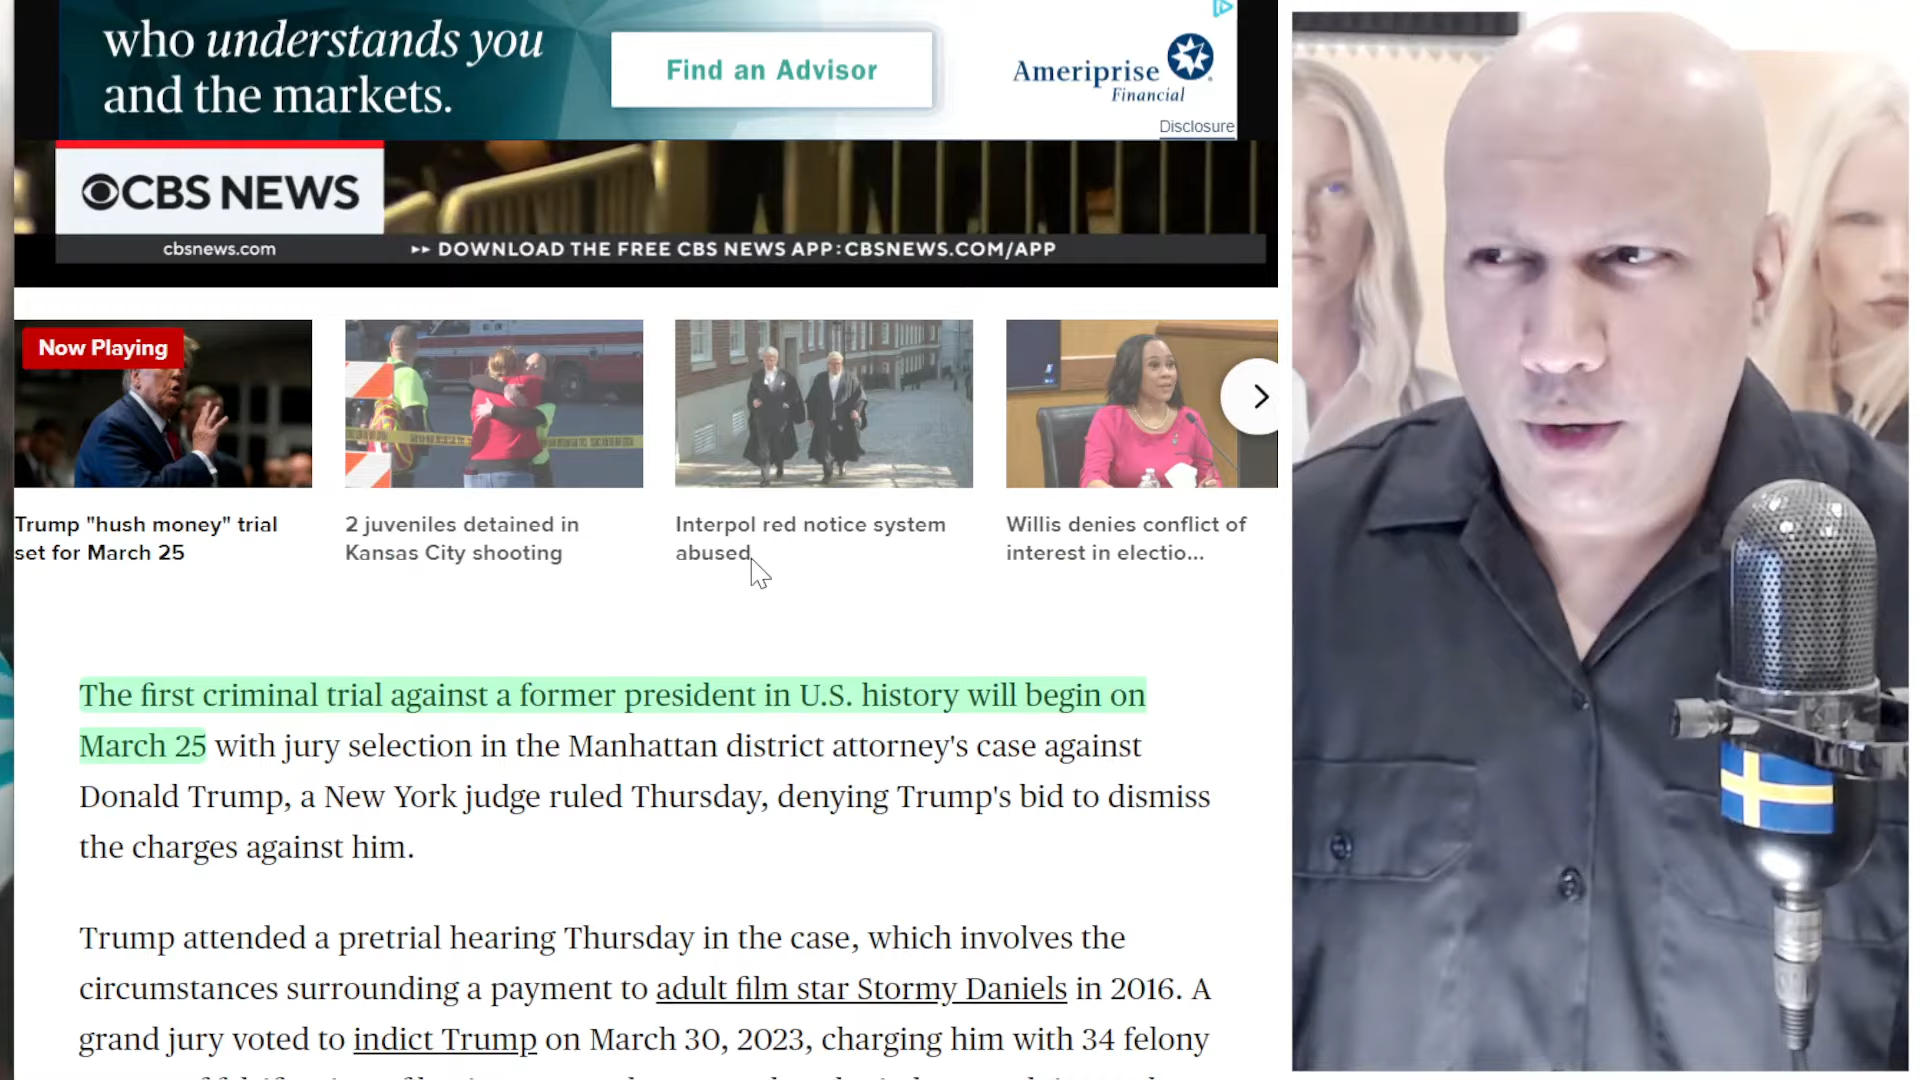 who understands you
and the markets.
Find an Advisor
Ameriprise
Financial
Disclosure
CBS NEWS
cbsnews.com
DOWNLOAD THE FREE CBS NEWS APP:CBSNEWS.COM/APP
Now Playing
Trump "hush money" trial
set for March 25
2 juveniles detained in
Kansas City shooting
Interpol red notice system
abused
Willis denies conflict of
interest in electio...
The first criminal trial against a former president in U.S. history will begin on
March 25 with jury selection in the Manhattan district attorney's case against
Donald Trump, a New York judge ruled Thursday, denying Trump's bid to dismiss
the charges against him.
Trump attended a pretrial hearing Thursday in the case, which involves the
circumstances surrounding a payment to adult film star Stormy Daniels in 2016. A
grand jury voted to indict Trump on March 30, 2023, charging him with 34 felony